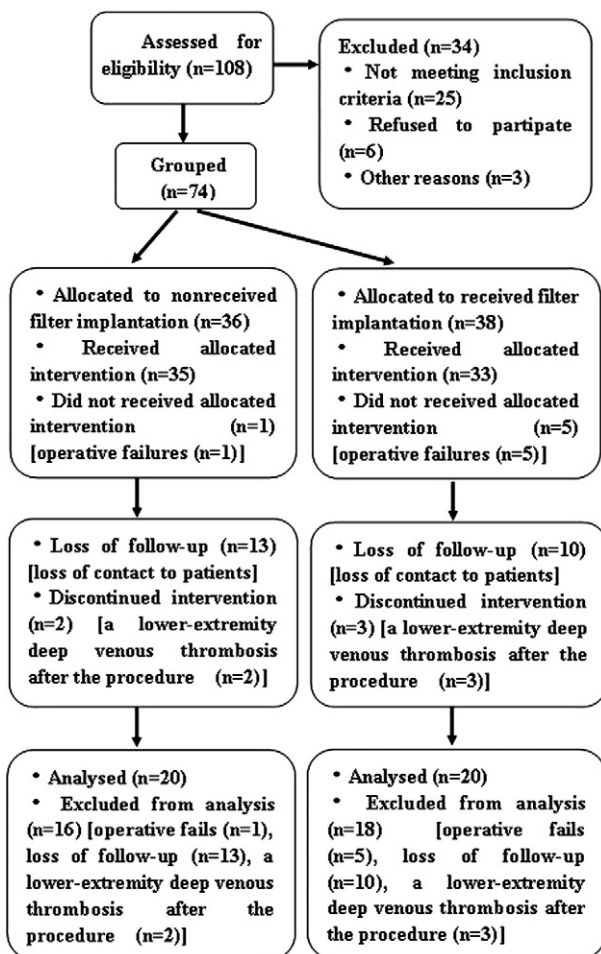 Assessed for
eligibility (n=108)
Excluded (n=34)
• Not meeting inclusion
criteria (n=25)
• Refused to partipate
(n=6)
• Other reasons (n=3)
Grouped
(n=74)
• Allocated to nonreceived
filter implantation (n=36)
• Received allocated
intervention (n=35)
• Did not received allocated
intervention (n=1)
[operative failures (n=1)]
• Allocated to received filter
implantation (n=38)
• Received allocated
intervention (n=33)
• Did not received allocated
intervention (n=5)
[operative failures (n=5)]
• Loss of follow-up (n=13)
[loss of contact to patients]
• Discontinued intervention
(n=2) [a lower-extremity
deep venous thrombosis
after the procedure (n=2)]
• Loss of follow-up (n=10)
[loss of contact to patients]
• Discontinued intervention
(n=3) [a lower-extremity deep
venous thrombosis after the
procedure (n=3)]
• Analysed (n=20)
• Excluded from analysis
(n=16) [operative fails (n=1),
loss of follow-up (n=13), a
lower-extremity deep venous
thrombosis after the
procedure (n=2)]
• Analysed (n=20)
• Excluded from analysis
(n=18) [operative fails
(n=5), loss of follow-up
(n=10), a lower-extremity
deep venous thrombosis after
the procedure (n=3)]